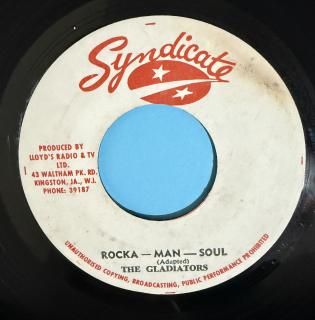 Syndicate
PRODUCED BY
LLOYD'S RADIO & TV
LTD.
43 WALTHAM PK. RD.
KINGSTON, JA., W.I.
PHONE: 39187
ROCKA — MAN — SOUL
(Adapted)
THE GLADIATORS
UNAUTHORISED COPYING, BROADCASTING, PUBLIC PERFORMANCE PROHIBITED